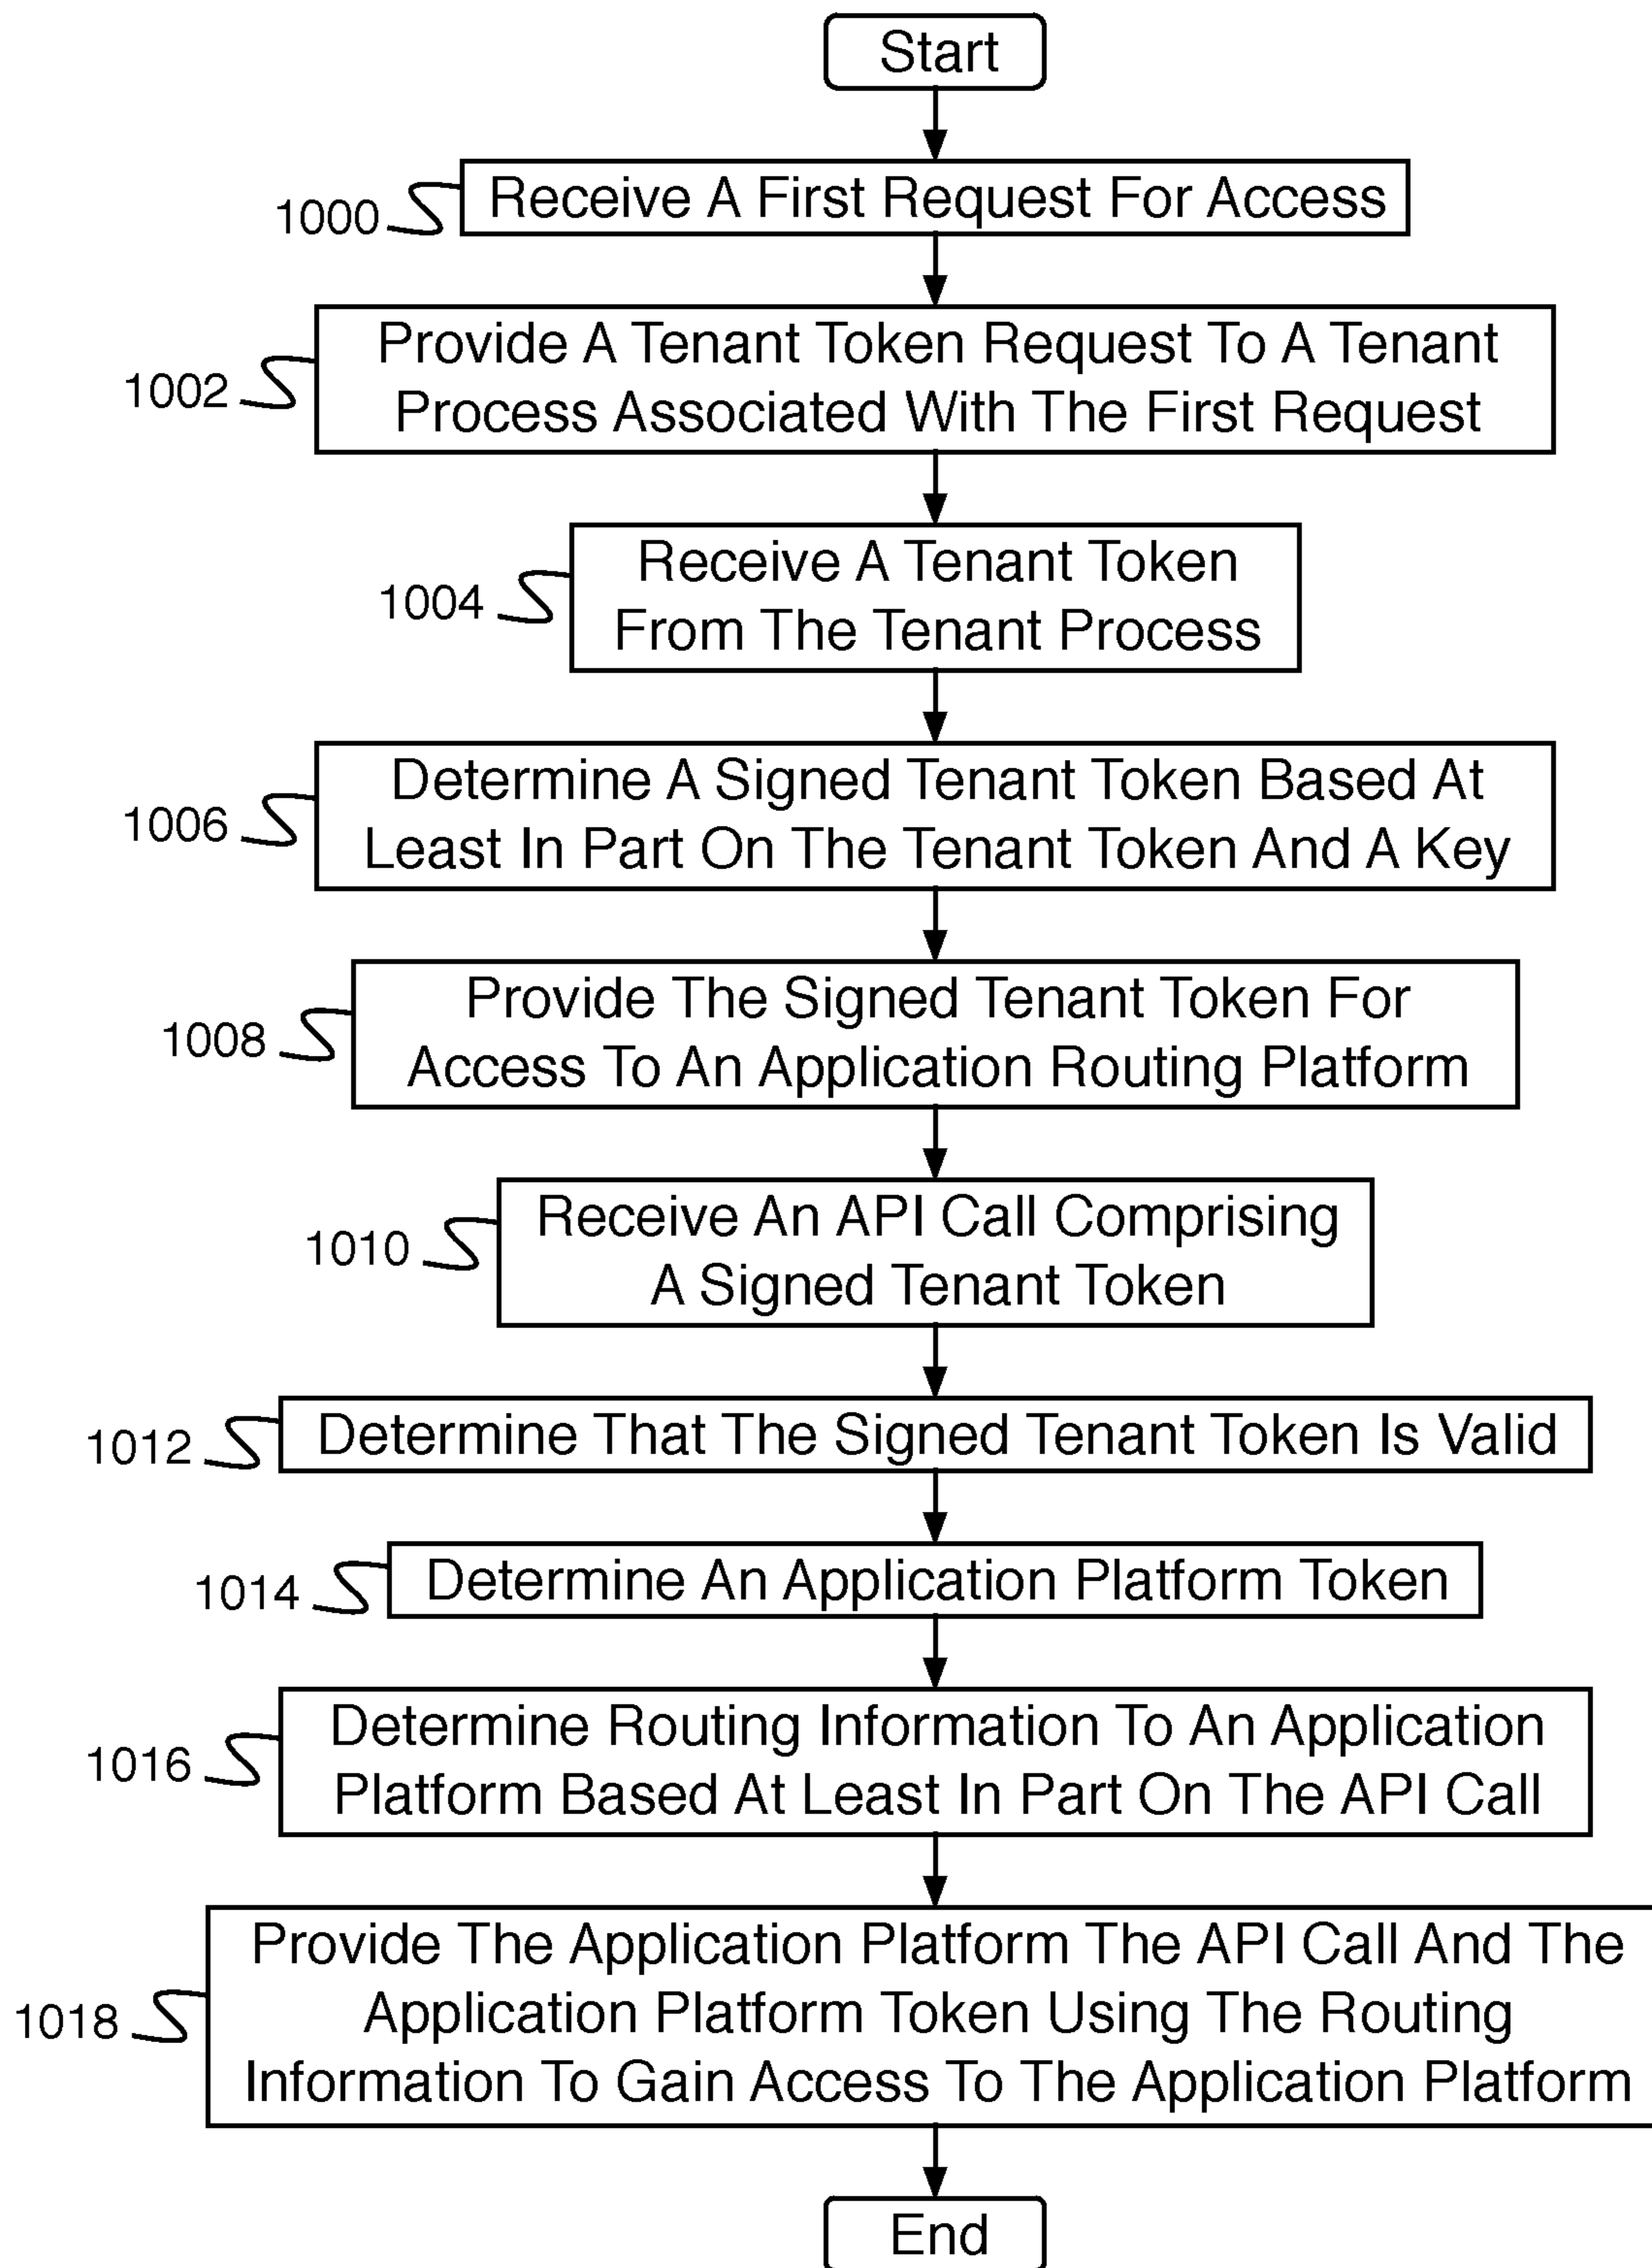 Start
1000
Receive A First Request For Access
1002
Provide A Tenant Token Request To A Tenant
Process Associated With The First Request
1004
Receive A Tenant Token
From The Tenant Process
1006
Determine A Signed Tenant Token Based At
Least In Part On The Tenant Token And A Key
1008
Provide The Signed Tenant Token For
Access To An Application Routing Platform
1010
Receive An API Call Comprising
A Signed Tenant Token
1012
Determine That The Signed Tenant Token Is Valid
1014
Determine An Application Platform Token
1016
Determine Routing Information To An Application
Platform Based At Least In Part On The API Call
1018
Provide The Application Platform The API Call And The
Application Platform Token Using The Routing
Information To Gain Access To The Application Platform
End